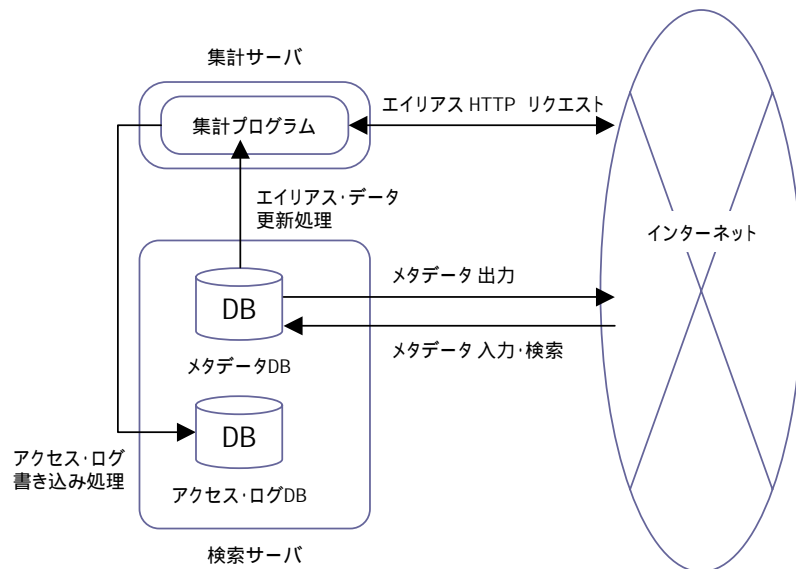 集計サーバ
集計プログラム
エイリアス HTTP リクエスト
エイリアス・データ
更新処理
インターネット
DB
メタデータ 出力
メタデータDB
メタデータ 入力・検索
DB
アクセス・ログ
書き込み処理
アクセス・ログDB
検索サーバ